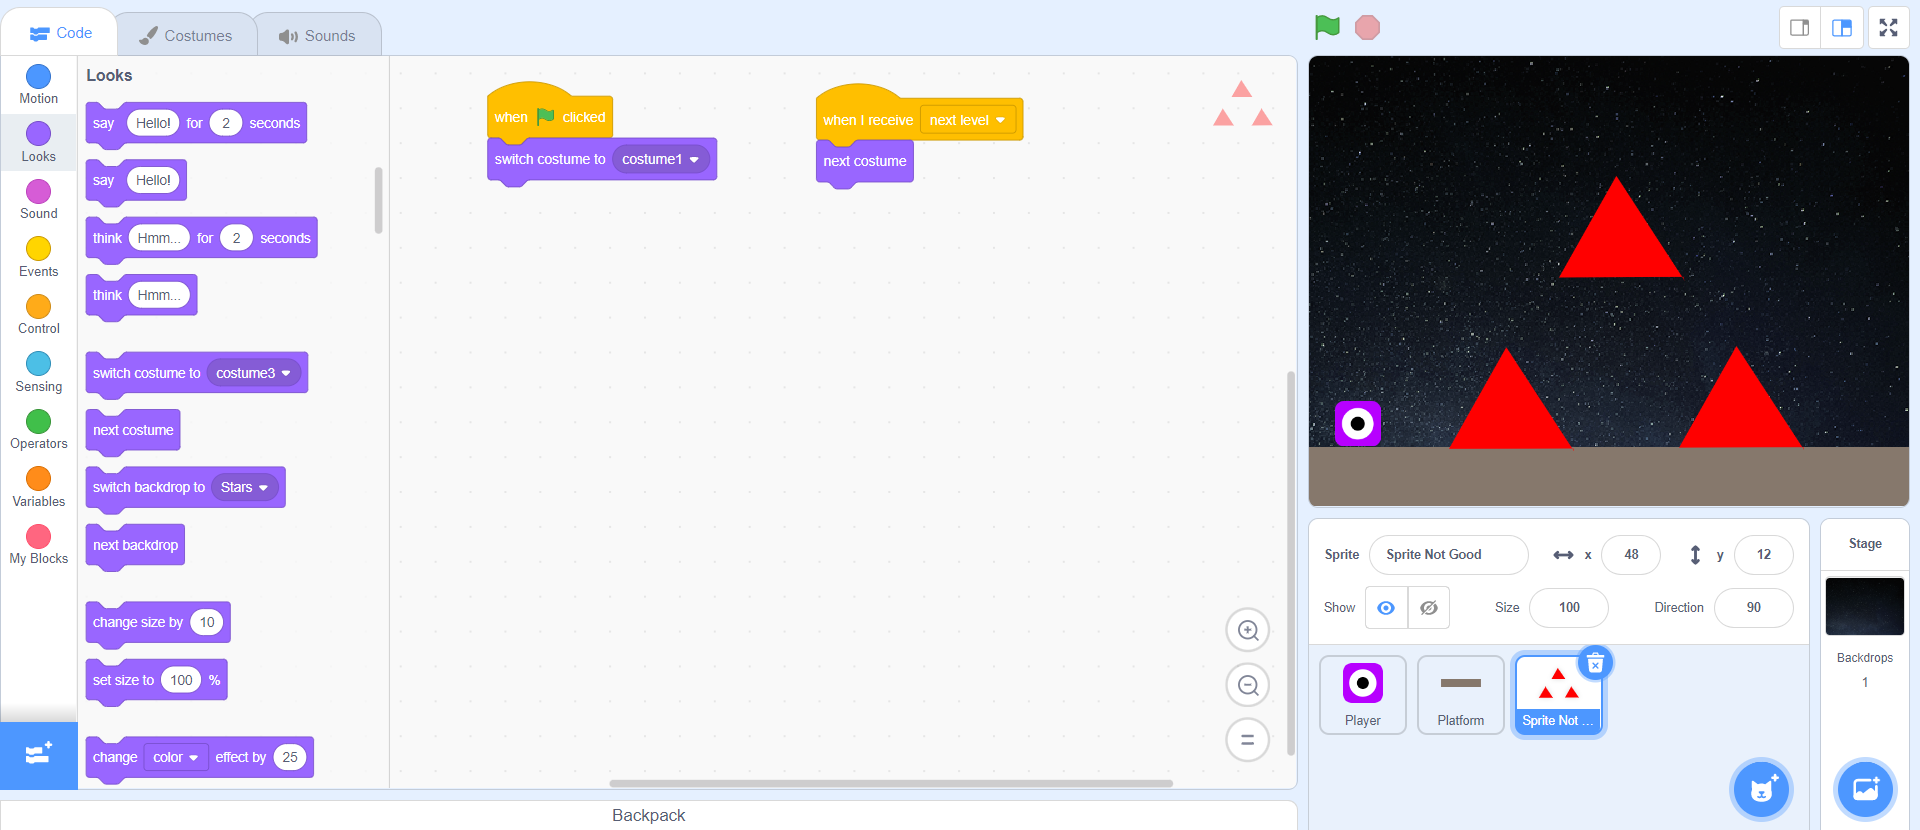 Code
Costumes
Sounds
Motion
Looks
Sound
Events
Control
Sensing
Operators
Variables
My Blocks
Looks
say Hello! for 2 seconds
say Hello!
think Hmm... for 2 seconds
think Hmm...
switch costume to costume3
next costume
switch backdrop to Stars
next backdrop
change size by 10
set size to 100 %
change color effect by 25
when clicked
switch costume to costume1
when I receive next level
next costume
Backpack
Sprite Sprite Not Good x 48 y 12
Show Size 100 Direction 90
Player
Platform
Sprite Not ...
Stage
Backdrops
1